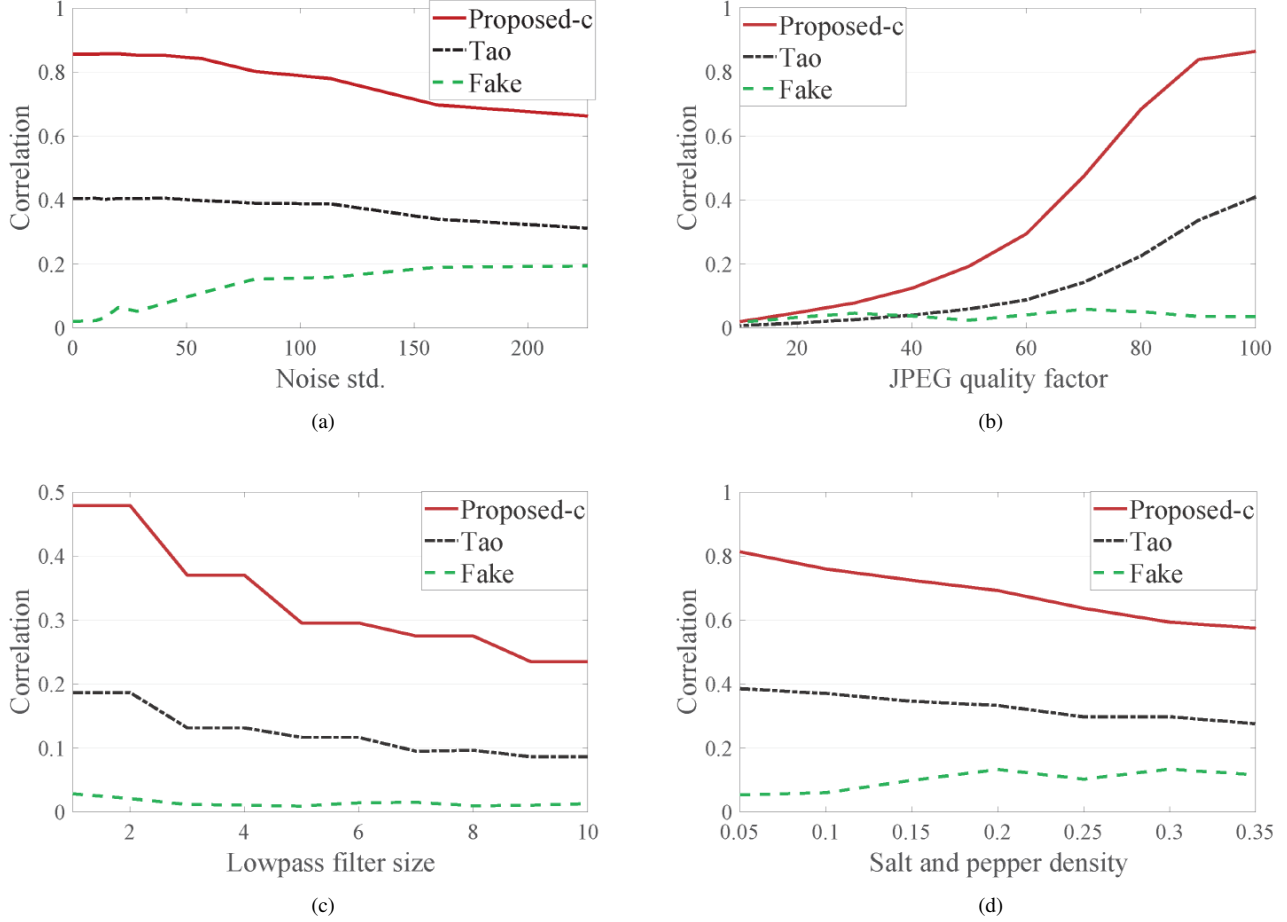 1
0.8
0.6
0.4
0.2
0
Correlation
Proposed-c
Tao
Fake
0 50 100 150 200
Noise std.
(a)
1
0.8
0.6
0.4
0.2
0
Correlation
Proposed-c
Tao
Fake
20 40 60 80 100
JPEG quality factor
(b)
0.5
0.4
0.3
0.2
0.1
0
Correlation
Proposed-c
Tao
Fake
2 4 6 8 10
Lowpass filter size
(c)
1
0.8
0.6
0.4
0.2
0
Correlation
Proposed-c
Tao
Fake
0.05 0.1 0.15 0.2 0.25 0.3 0.35
Salt and pepper density
(d)